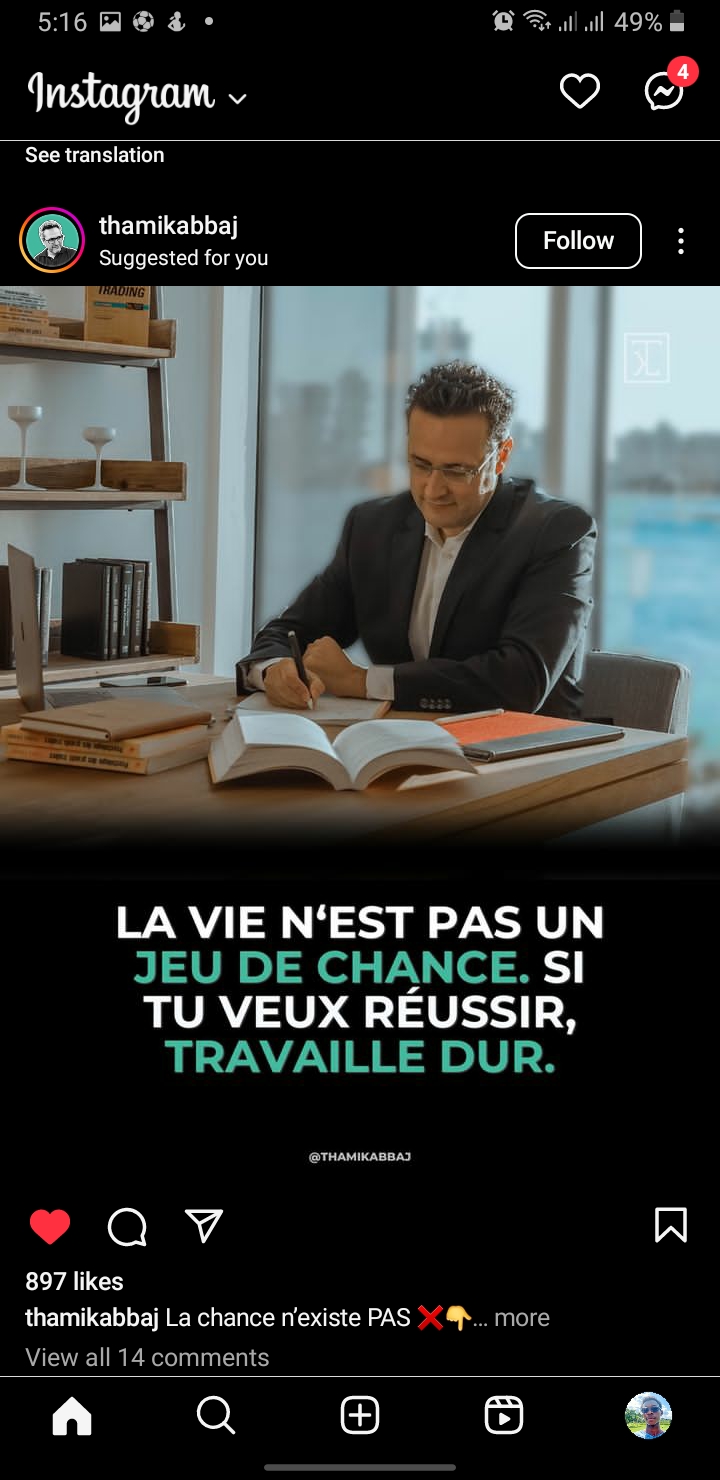 5:16
49%
Instagram
4
See translation
thamikabbaj
Suggested for you
Follow
TRADING
LA VIE N‘EST PAS UN
JEU DE CHANCE. SI
TU VEUX RÉUSSIR,
TRAVAILLE DUR.
@THAMIKABBAJ
897 likes
thamikabbaj La chance n’existe PAS ❌👇... more
View all 14 comments